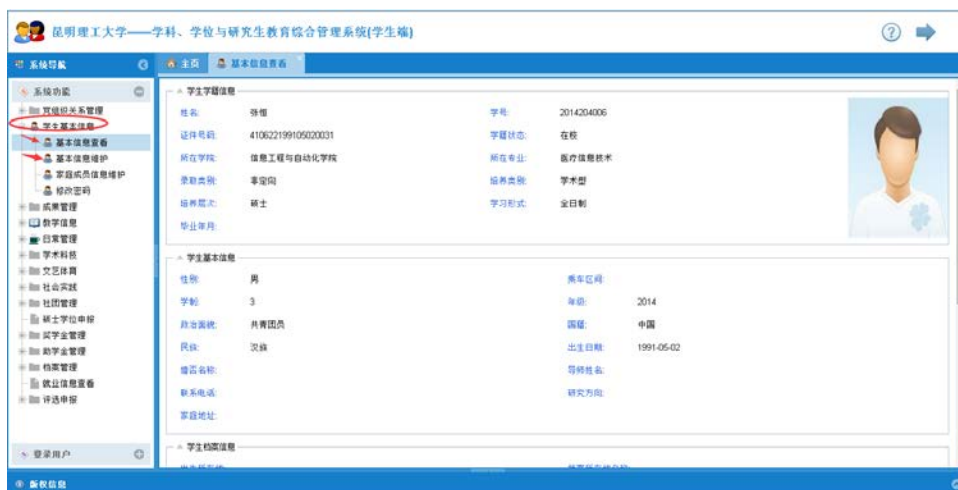 昆明理工大学——学科、学位与研究生教育综合管理系统(学生端)
系统导航
主页 基本信息查看
系统功能
党组织关系管理
学生基本信息
基本信息查看
基本信息维护
家庭成员信息维护
修改密码
成果管理
教学信息
日常管理
学术科技
文艺体育
社会实践
社团管理
硕士学位申报
奖学金管理
助学金管理
档案管理
就业信息查看
评选申报
登录用户
学生学籍信息
姓名: 张恒 学号: 2014204006
证件号码: 410622199105020031 学籍状态: 在校
所在学院: 信息工程与自动化学院 所在专业: 医疗信息技术
录取类别: 非定向 培养类别: 学术型
培养层次: 硕士 学习形式: 全日制
毕业年月:
学生基本信息
性别: 男 乘车区间:
学制: 3 年级: 2014
政治面貌: 共青团员 国籍: 中国
民族: 汉族 出生日期: 1991-05-02
婚否名称: 导师姓名:
联系电话: 研究方向:
家庭地址:
学生档案信息
版权信息